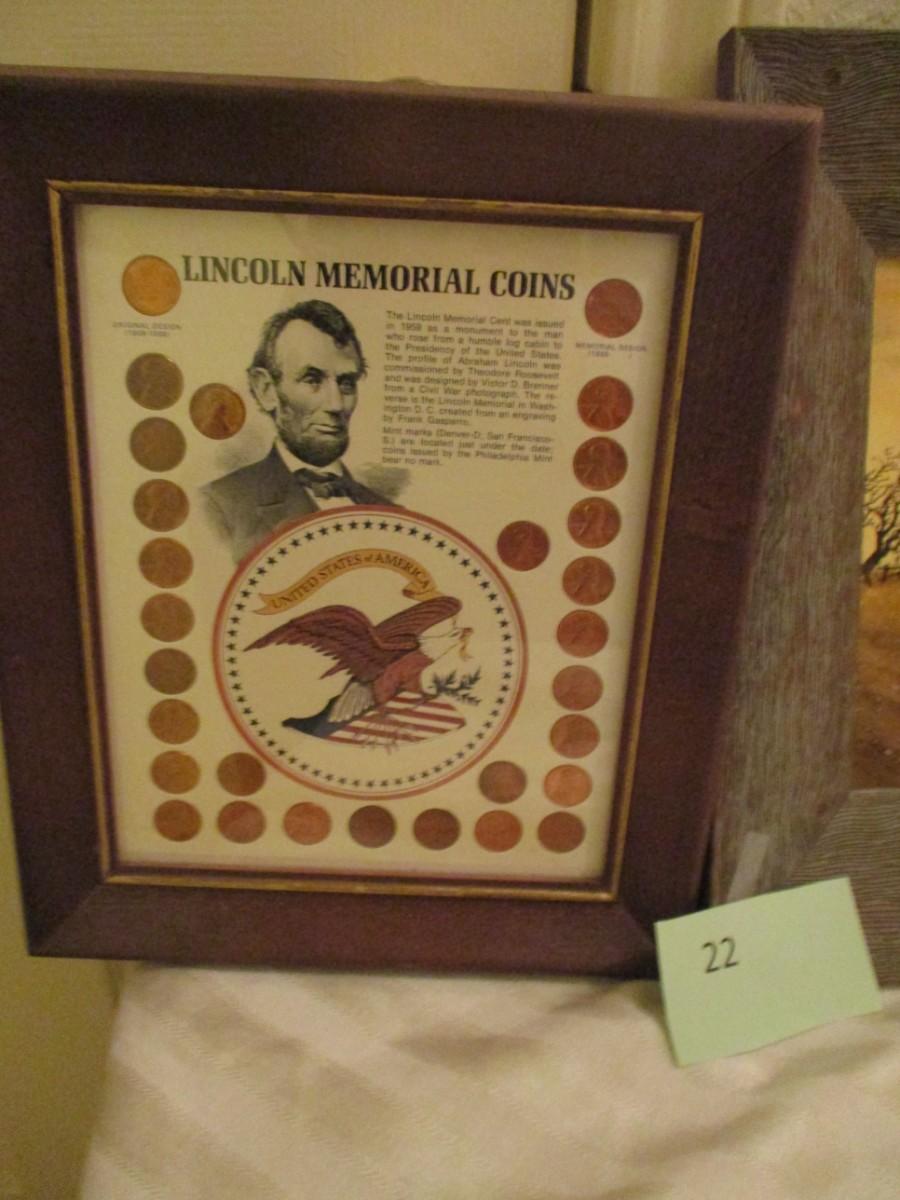 LINCOLN MEMORIAL COINS
ORIGINAL DESIGN
MEMORIAL DESIGN
The Lincoln Memorial Cent was issued
in 1959 as a monument to the man
who rose from a humble log cabin to
the Presidency of the United States.
The profile of Abraham Lincoln was
commissioned by Theodore Roosevelt
and was designed by Victor D. Brenner
from a Civil War photograph. The re-
verse is the Lincoln Memorial in Wash-
ington D. C. created from an engraving
by Frank Gasparro.
Mint marks (Denver-D; San Francisco-
S;) are located just under the date;
coins issued by the Philadelphia Mint
bear no mark.
UNITED STATES of AMERICA
22